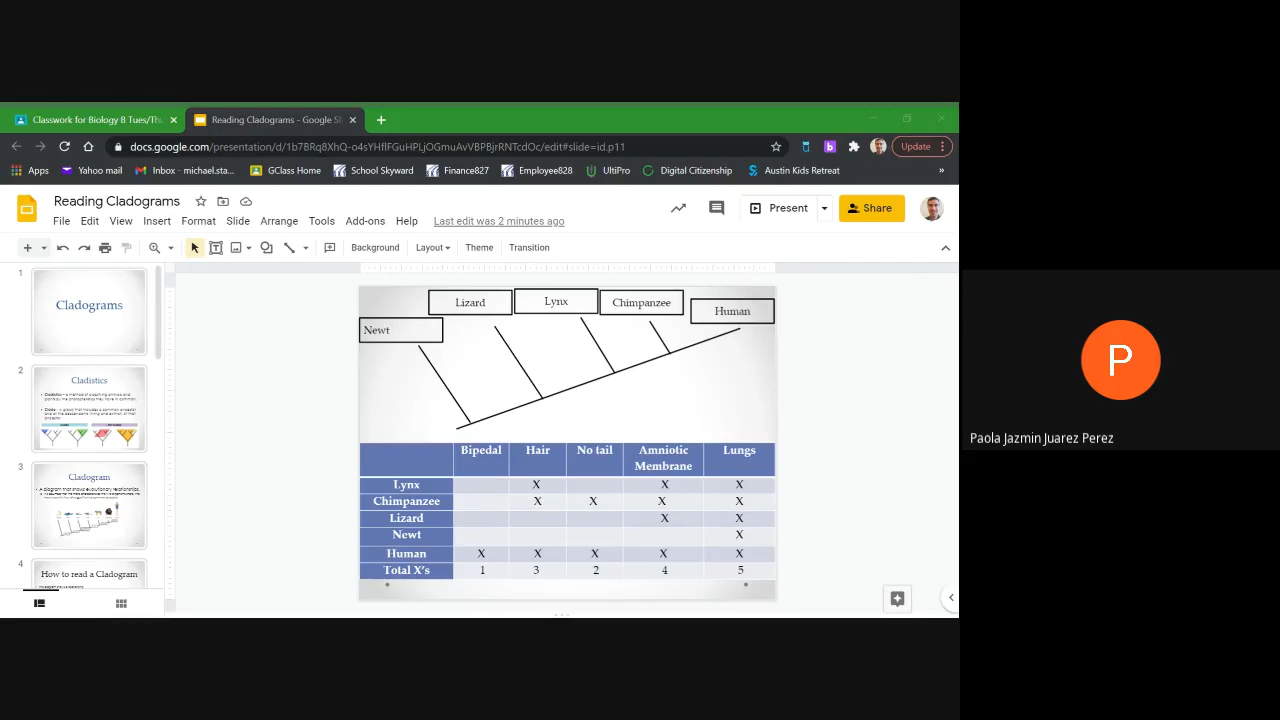 Classwork for Biology B Tues/Thu
Reading Cladograms - Google Sl
docs.google.com/presentation/d/1b7BRq8XhQ-o4sYHflFGuHPLjOGmuAvVBPBjrRNTcdOc/edit#slide=id.p11
Update
Apps
Yahoo mail
Inbox - michael.sta...
GClass Home
School Skyward
Finance827
Employee828
UltiPro
Digital Citizenship
Austin Kids Retreat
»
Reading Cladograms
File Edit View Insert Format Slide Arrange Tools Add-ons Help Last edit was 2 minutes ago
Present
Share
Background Layout Theme Transition
1
Cladograms
2
Cladistics
3
Cladogram
4
How to read a Cladogram
Newt
Lizard
Lynx
Chimpanzee
Human
Bipedal Hair No tail Amniotic Membrane Lungs
Lynx X X X
Chimpanzee X X X X
Lizard X X
Newt X
Human X X X X X
Total X's 1 3 2 4 5
P
Paola Jazmin Juarez Perez